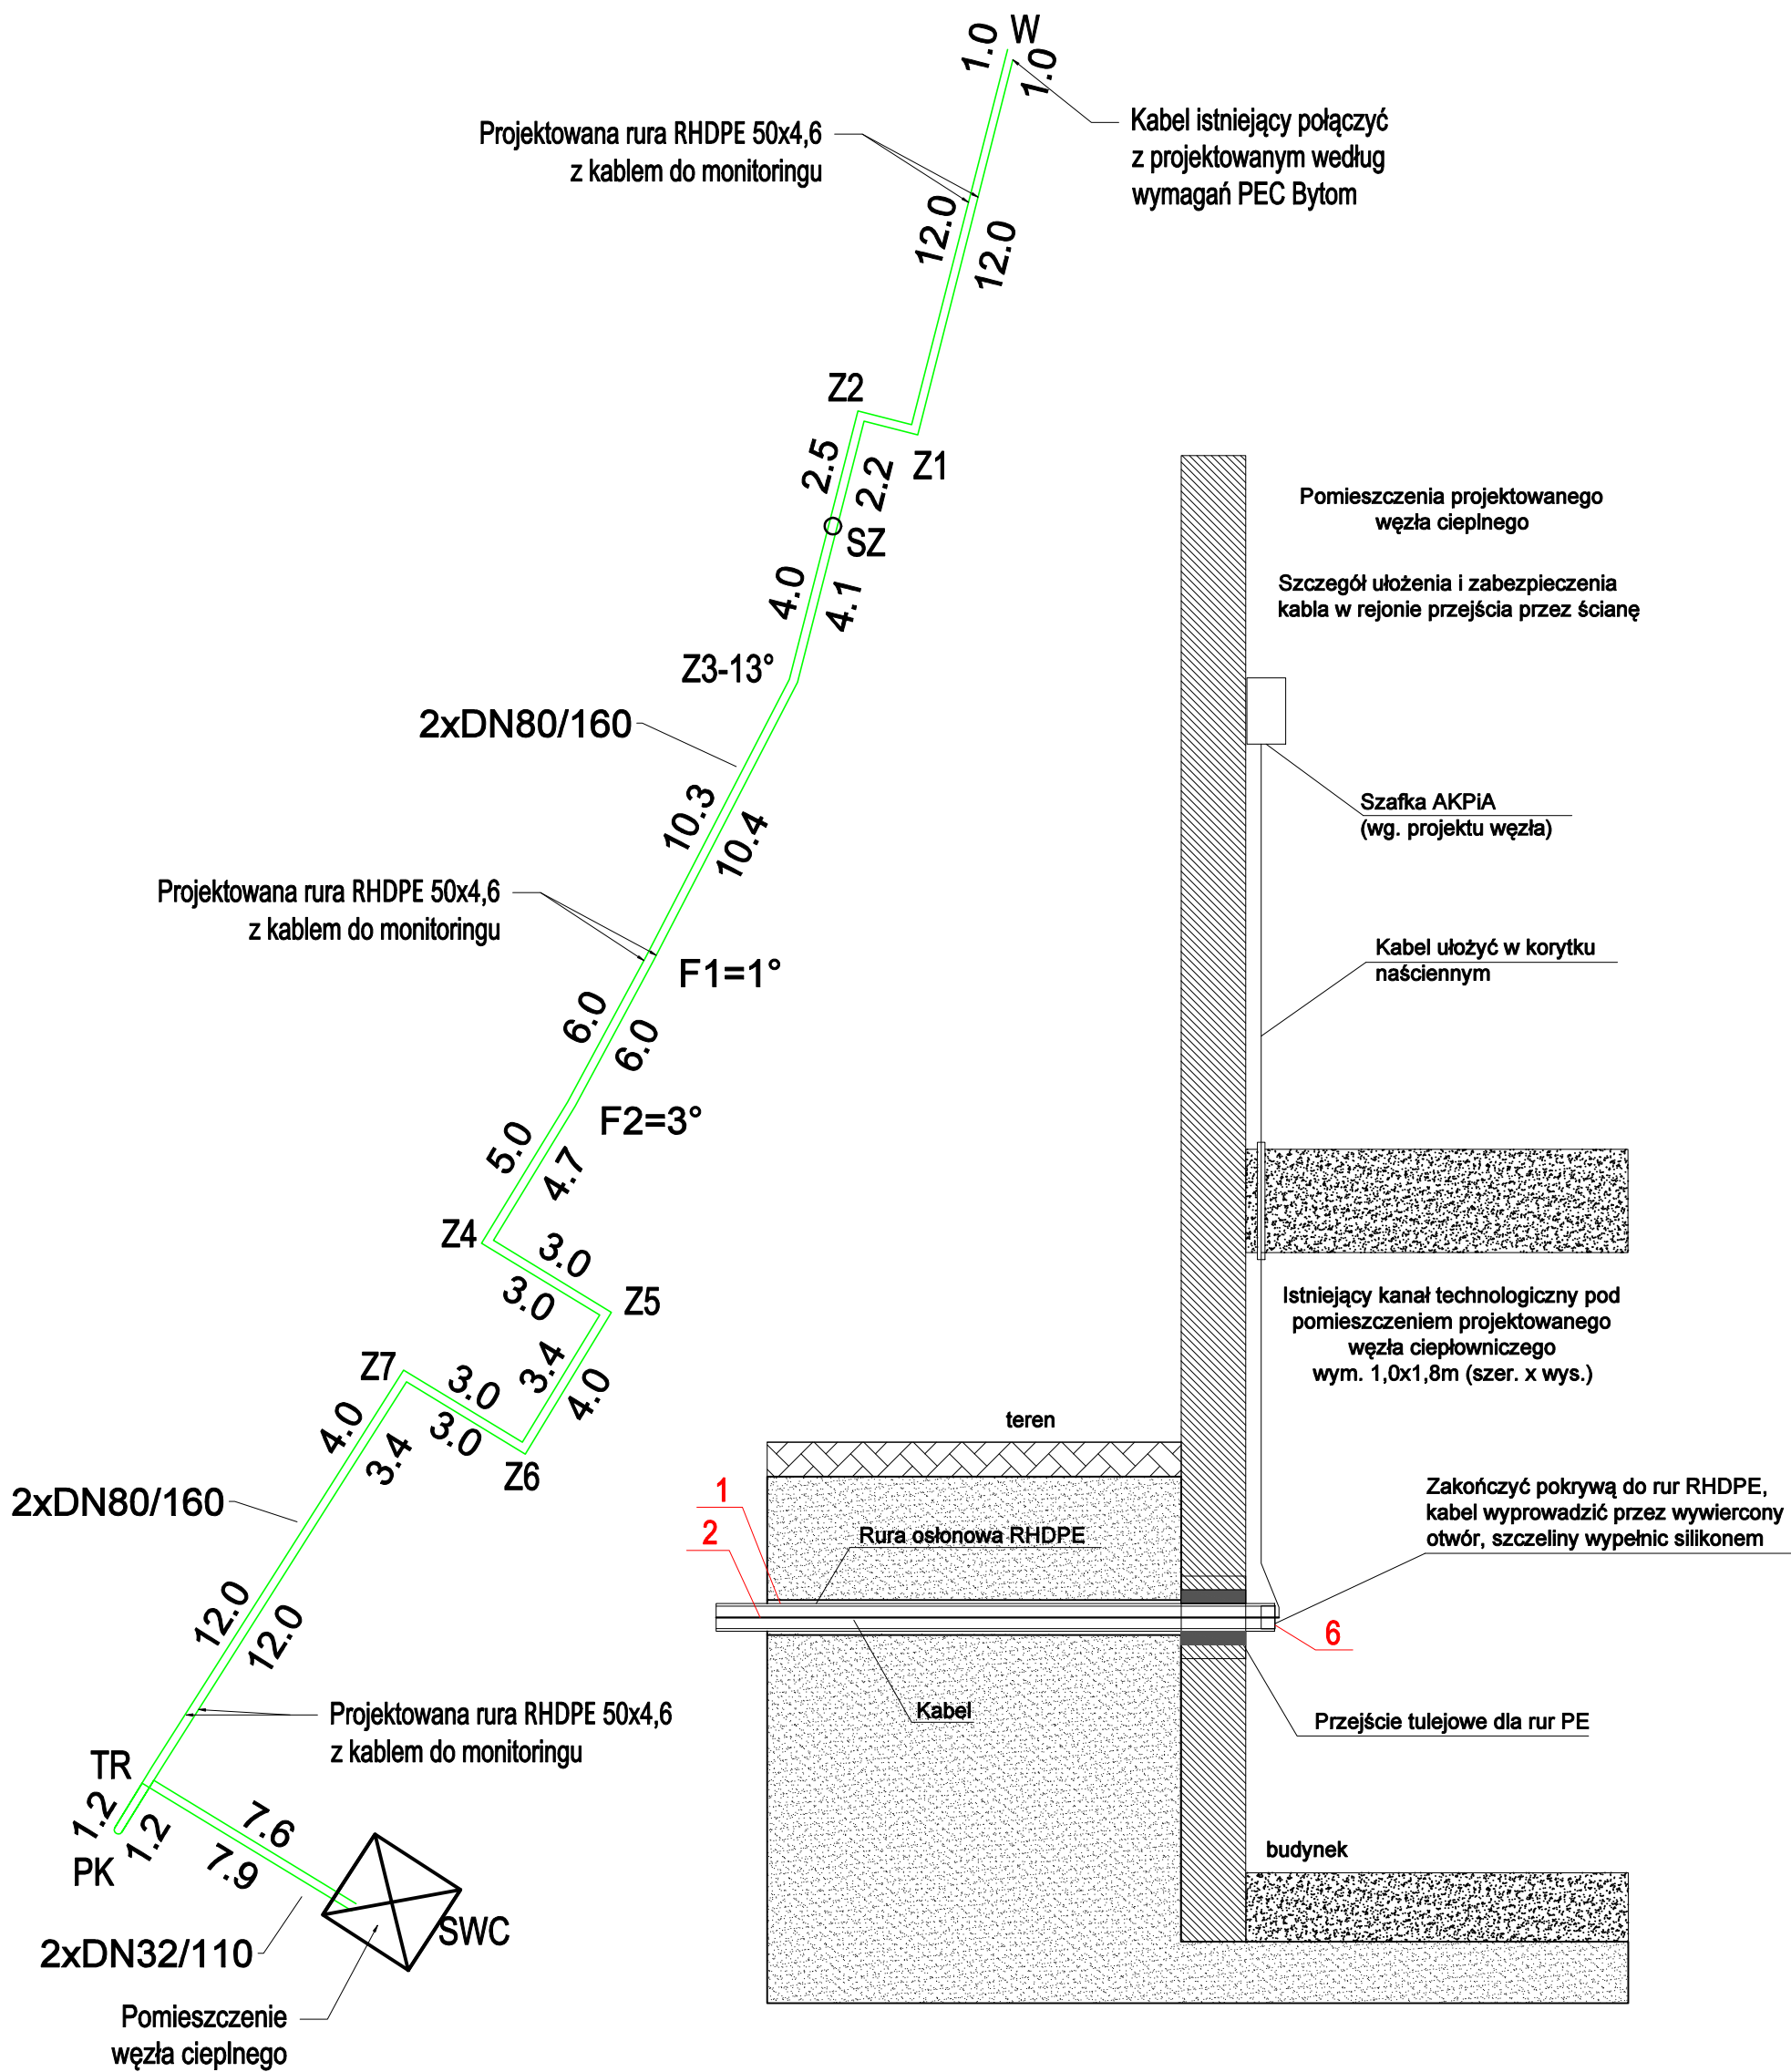 W
1.0
1.0
Projektowana rura RHDPE 50x4,6
z kablem do monitoringu
Kabel istniejący połączyć
z projektowanym według
wymagań PEC Bytom
12.0
12.0
Z2
Z1
2.5
2.2
SZ
4.0
4.1
Z3-13°
2xDN80/160
10.3
10.4
Projektowana rura RHDPE 50x4,6
z kablem do monitoringu
F1=1°
6.0
6.0
F2=3°
5.0
4.7
Z4
3.0
3.0
Z5
3.4
4.0
Z7
3.0
3.0
Z6
4.0
3.4
2xDN80/160
12.0
12.0
Projektowana rura RHDPE 50x4,6
z kablem do monitoringu
TR
1.2
1.2
PK
7.6
7.9
SWC
2xDN32/110
Pomieszczenie
węzła cieplnego
Pomieszczenia projektowanego
węzła cieplnego
Szczegół ułożenia i zabezpieczenia
kabla w rejonie przejścia przez ścianę
Szafka AKPiA
(wg. projektu węzła)
Kabel ułożyć w korytku
naściennym
Istniejący kanał technologiczny pod
pomieszczeniem projektowanego
węzła ciepłowniczego
wym. 1,0x1,8m (szer. x wys.)
teren
1
2
Rura osłonowa RHDPE
Zakończyć pokrywą do rur RHDPE,
kabel wyprowadzić przez wywiercony
otwór, szczeliny wypełnic silikonem
6
Kabel
Przejście tulejowe dla rur PE
budynek